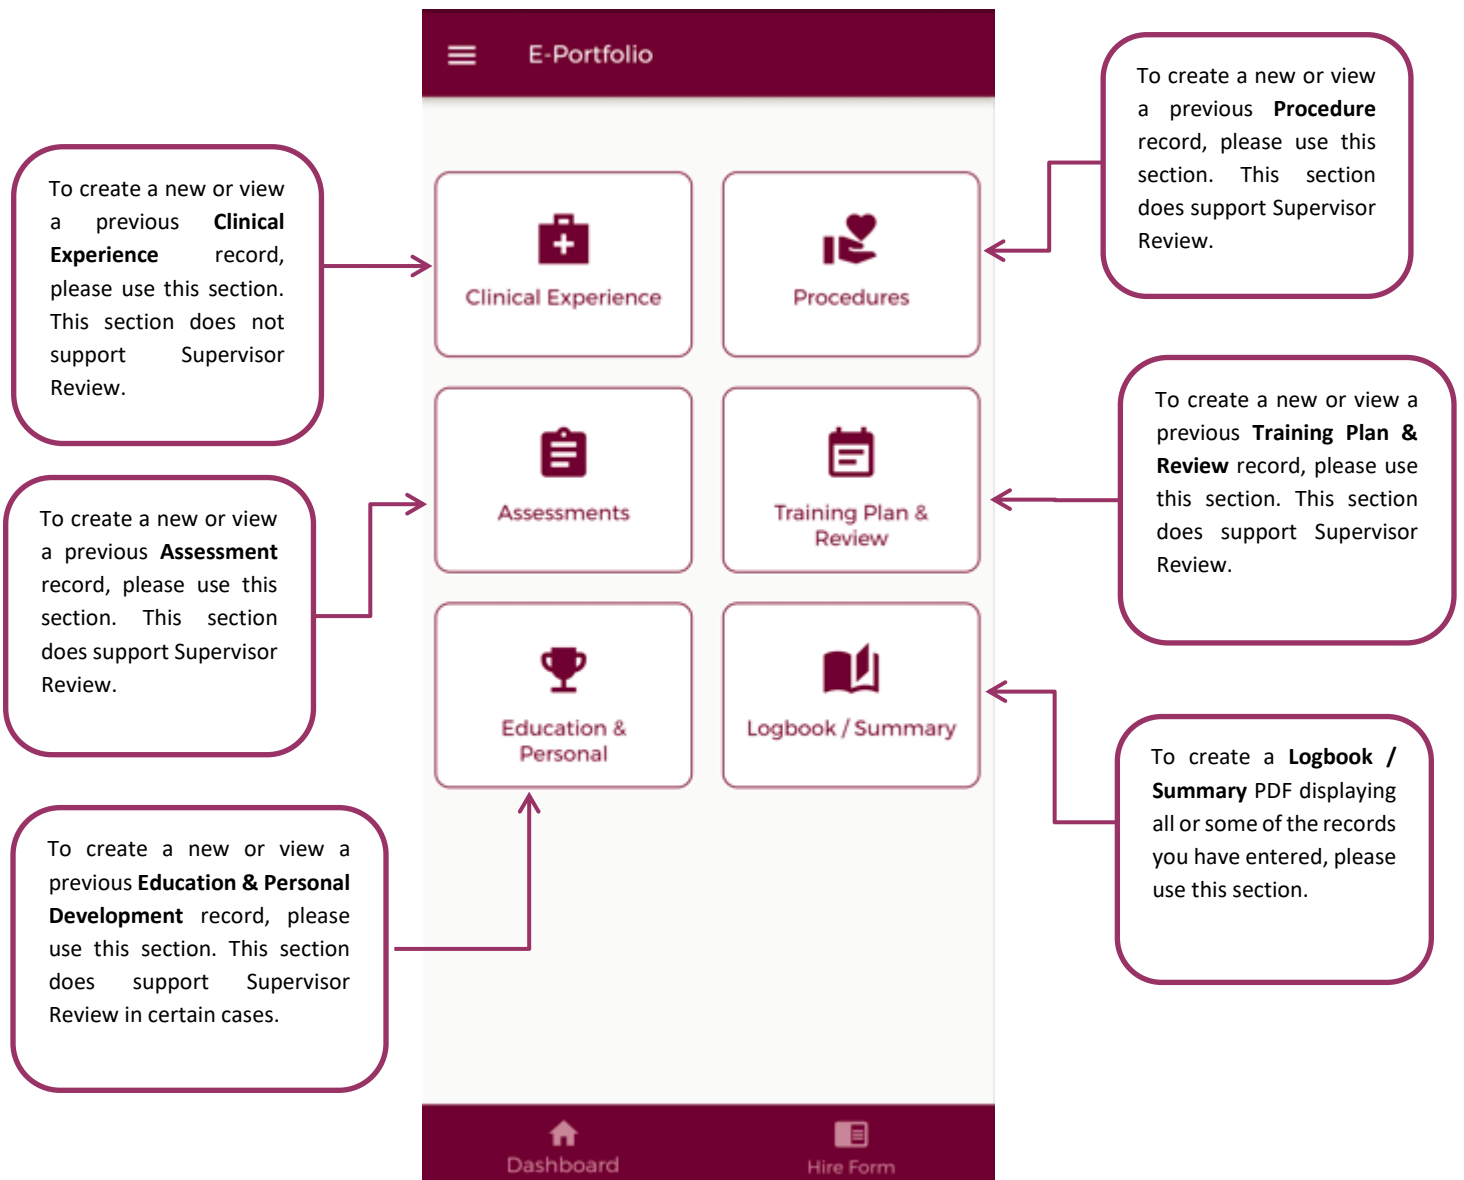 E-Portfolio
To create a new or view
a previous Procedure
record, please use this
section. This section
does support Supervisor
Review.
To create a new or view
a previous Clinical
Experience record,
please use this section.
This section does not
support Supervisor
Review.
Clinical Experience
Procedures
To create a new or view a
previous Training Plan &
Review record, please use
this section. This section
does support Supervisor
Review.
To create a new or view
a previous Assessment
record, please use this
section. This section
does support Supervisor
Review.
Assessments
Training Plan &
Review
Education &
Personal
Logbook / Summary
To create a Logbook /
Summary PDF displaying
all or some of the records
you have entered, please
use this section.
To create a new or view a
previous Education & Personal
Development record, please
use this section. This section
does support Supervisor
Review in certain cases.
Dashboard
Hire Form